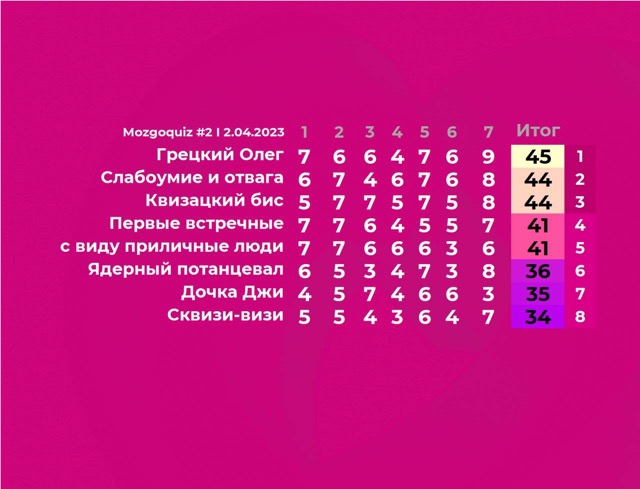 Mozgoquiz #2 I 2.04.2023 1 2 3 4 5 6 7 Итог
Грецкий Олег 7 6 6 4 7 6 9 45 1
Слабоумие и отвага 6 7 4 6 7 6 8 44 2
Квизацкий бис 5 7 7 5 7 5 8 44 3
Первые встречные 7 7 6 4 5 5 7 41 4
с виду приличные люди 7 7 6 6 6 3 6 41 5
Ядерный потанцевал 6 5 3 4 7 3 8 36 6
Дочка Джи 4 5 7 4 6 6 3 35 7
Сквизи-визи 5 5 4 3 6 4 7 34 8